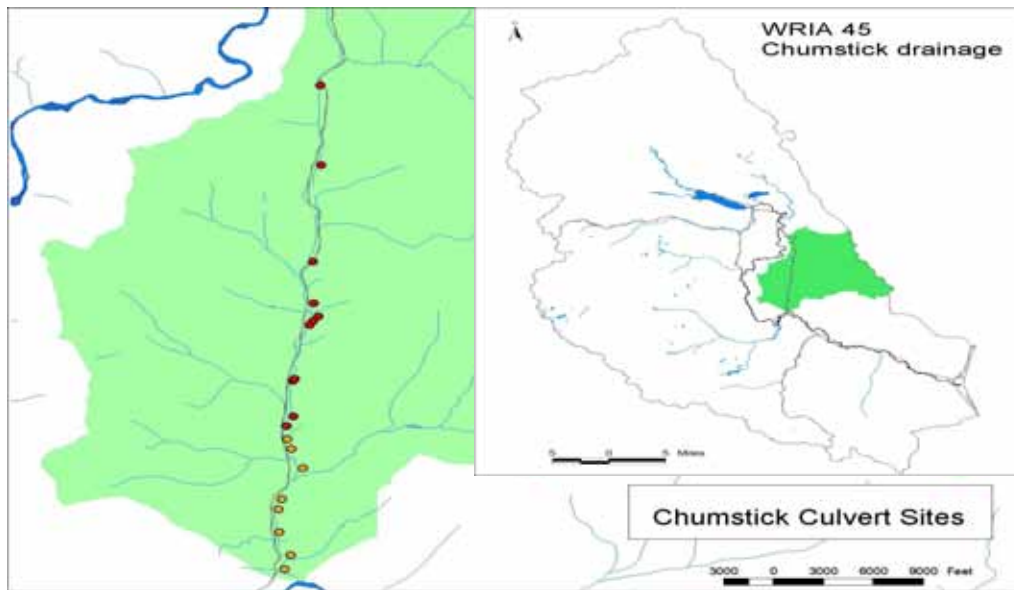 WRIA 45
Chumstick drainage
5 0 5 Miles
Chumstick Culvert Sites
3000 0 3000 6000 9000 Feet